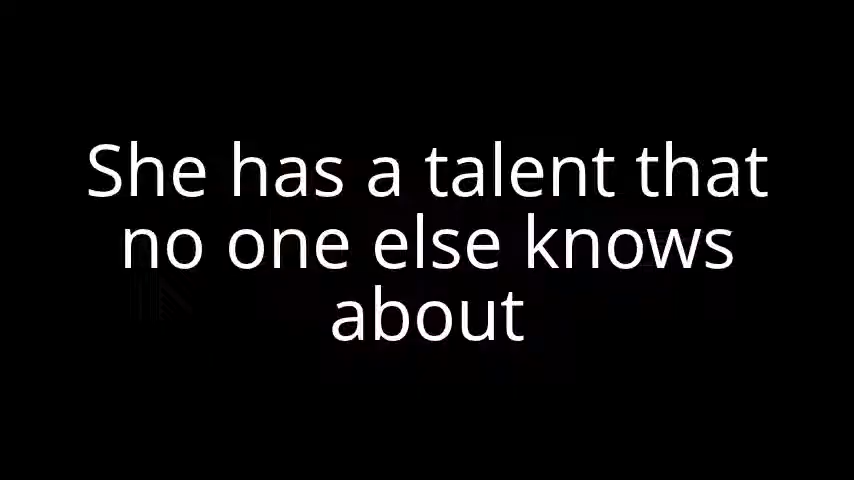 She has a talent that
no one else knows
about